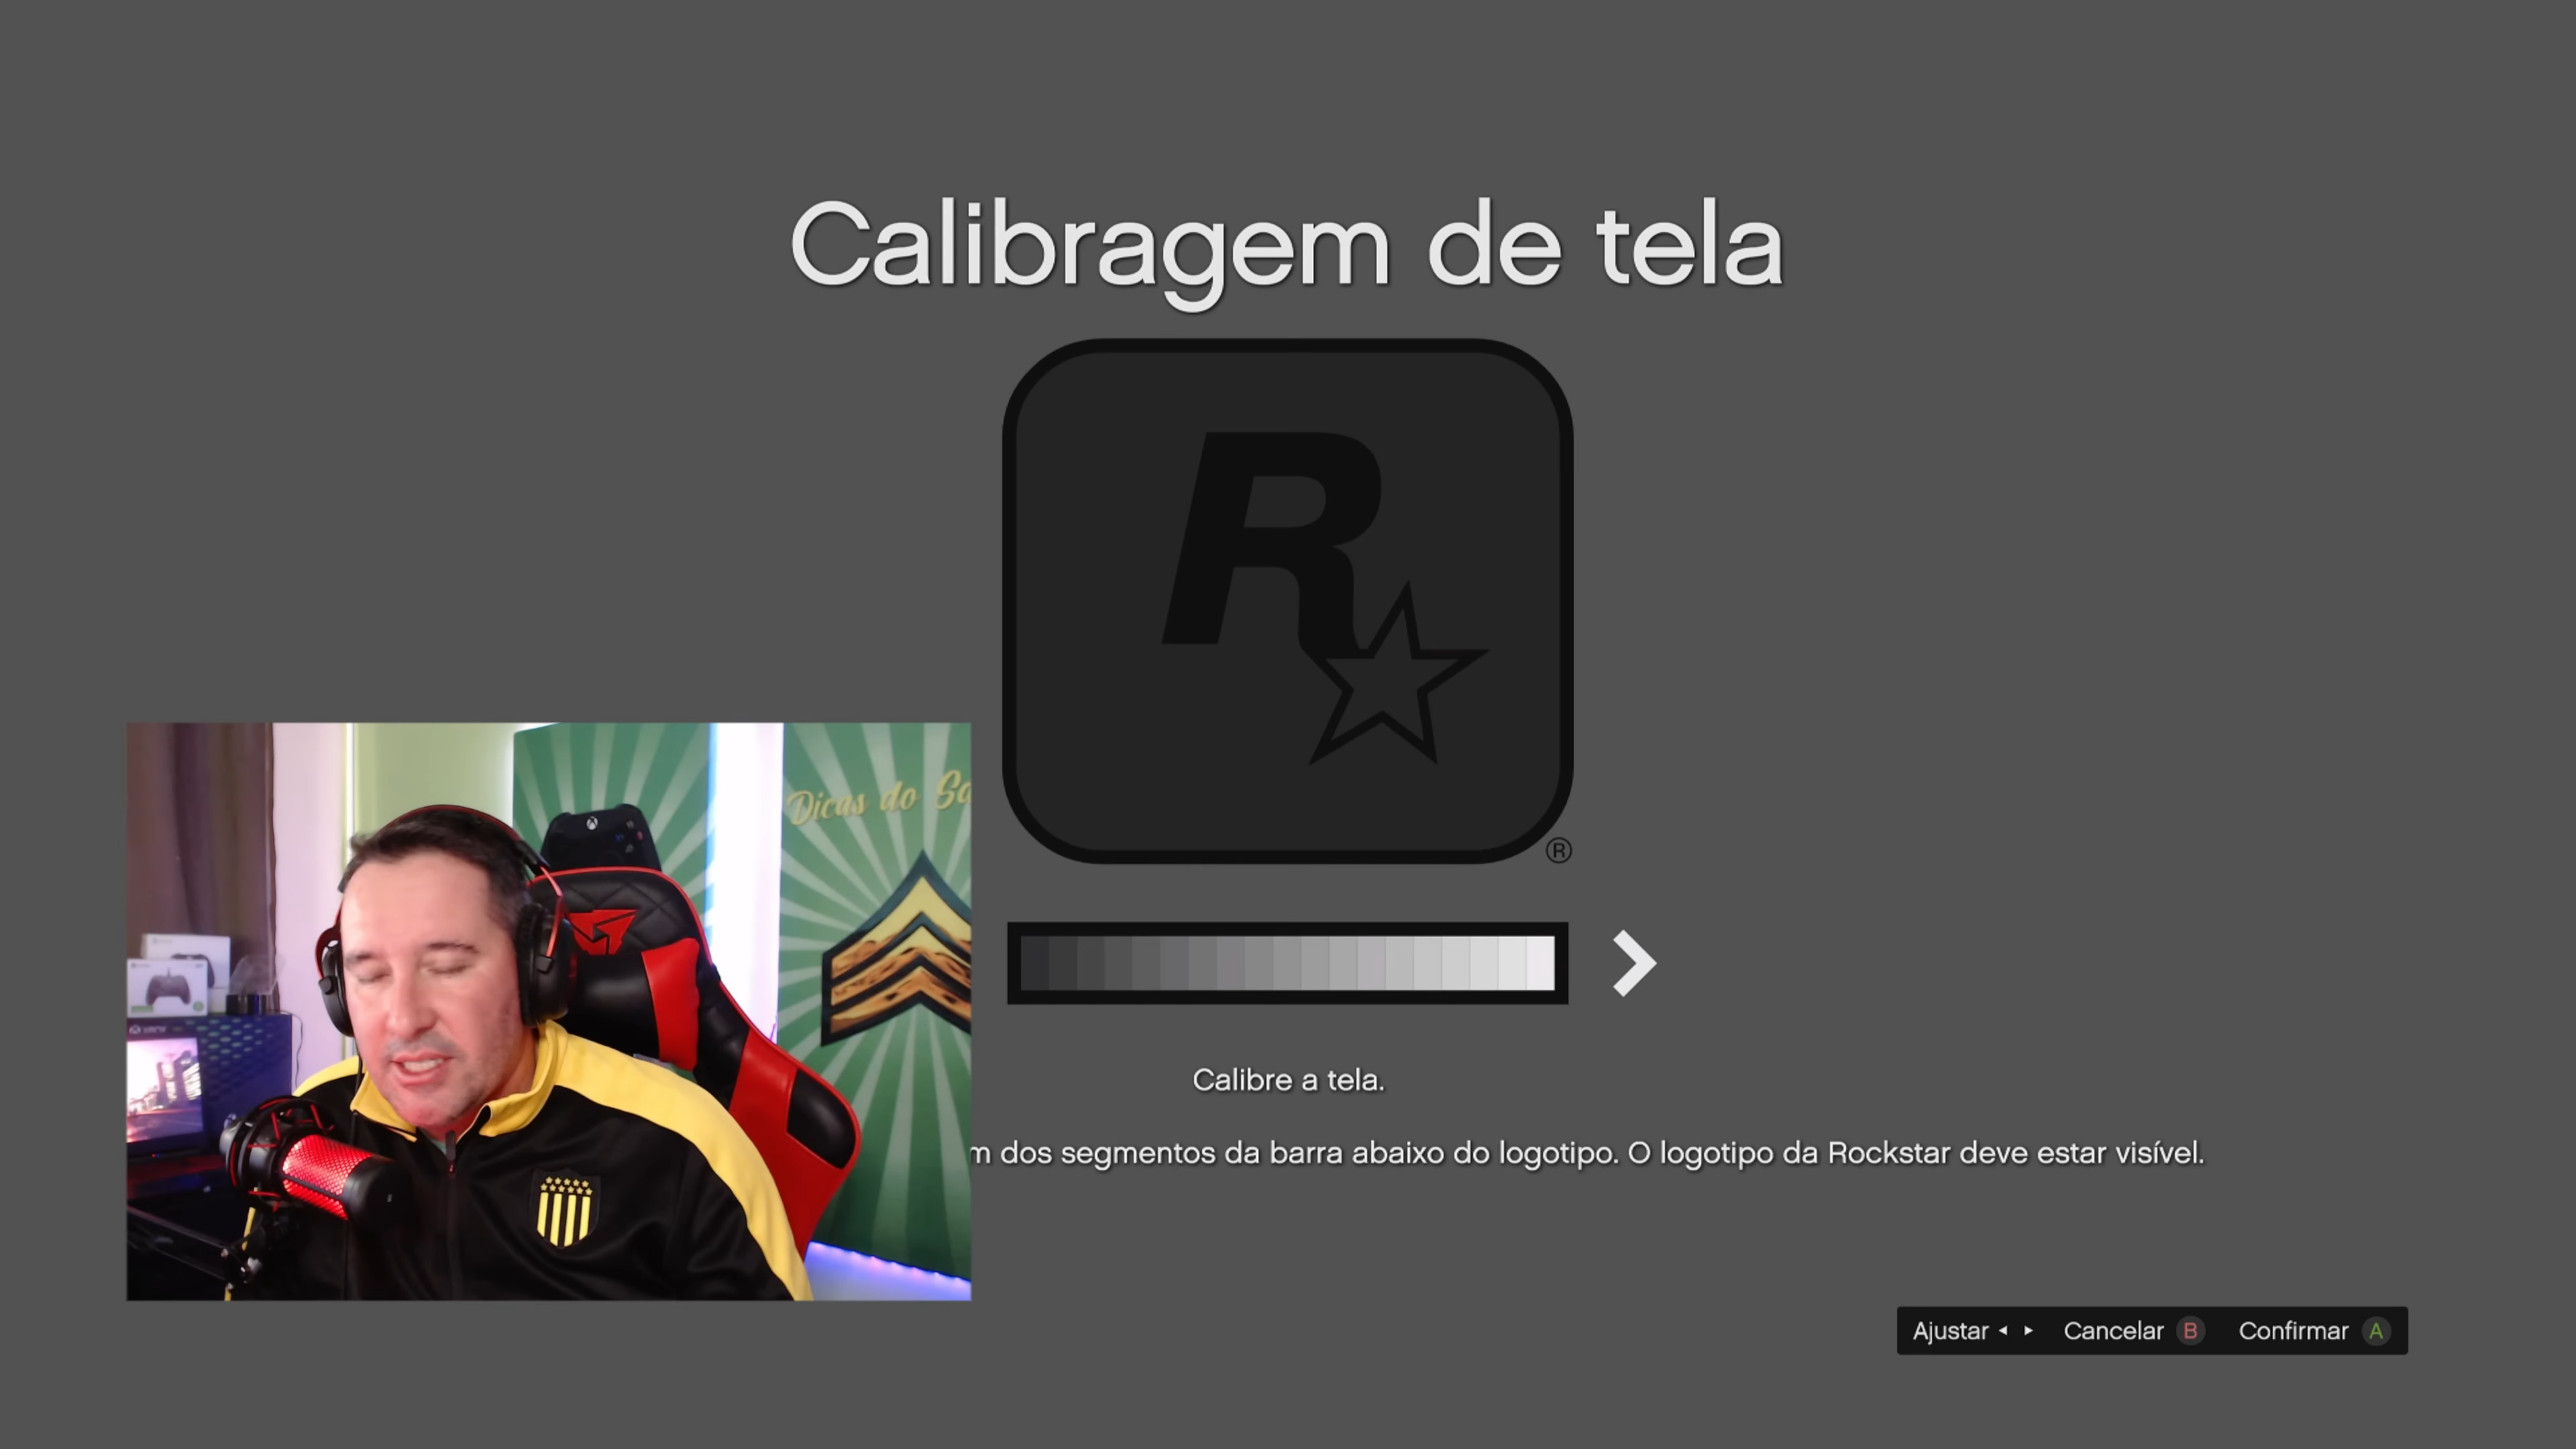 Calibragem de tela
R
®
Dicas do Sa
Calibre a tela.
m dos segmentos da barra abaixo do logotipo. O logotipo da Rockstar deve estar visível.
Ajustar ◄ ► Cancelar B Confirmar A